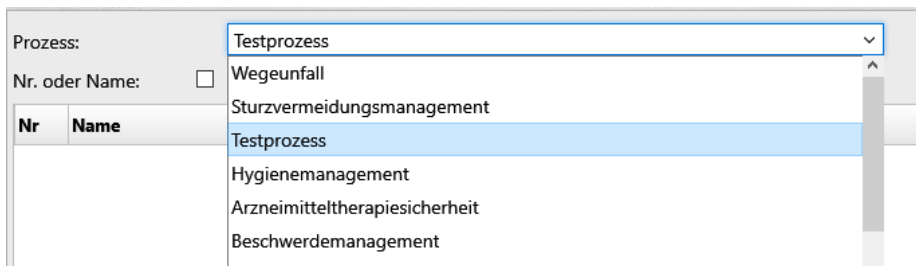 Prozess: Testprozess
Nr. oder Name: Wegeunfall
Sturzvermeidungsmanagement
Nr Name
Testprozess
Hygienemanagement
Arzneimitteltherapiesicherheit
Beschwerdemanagement